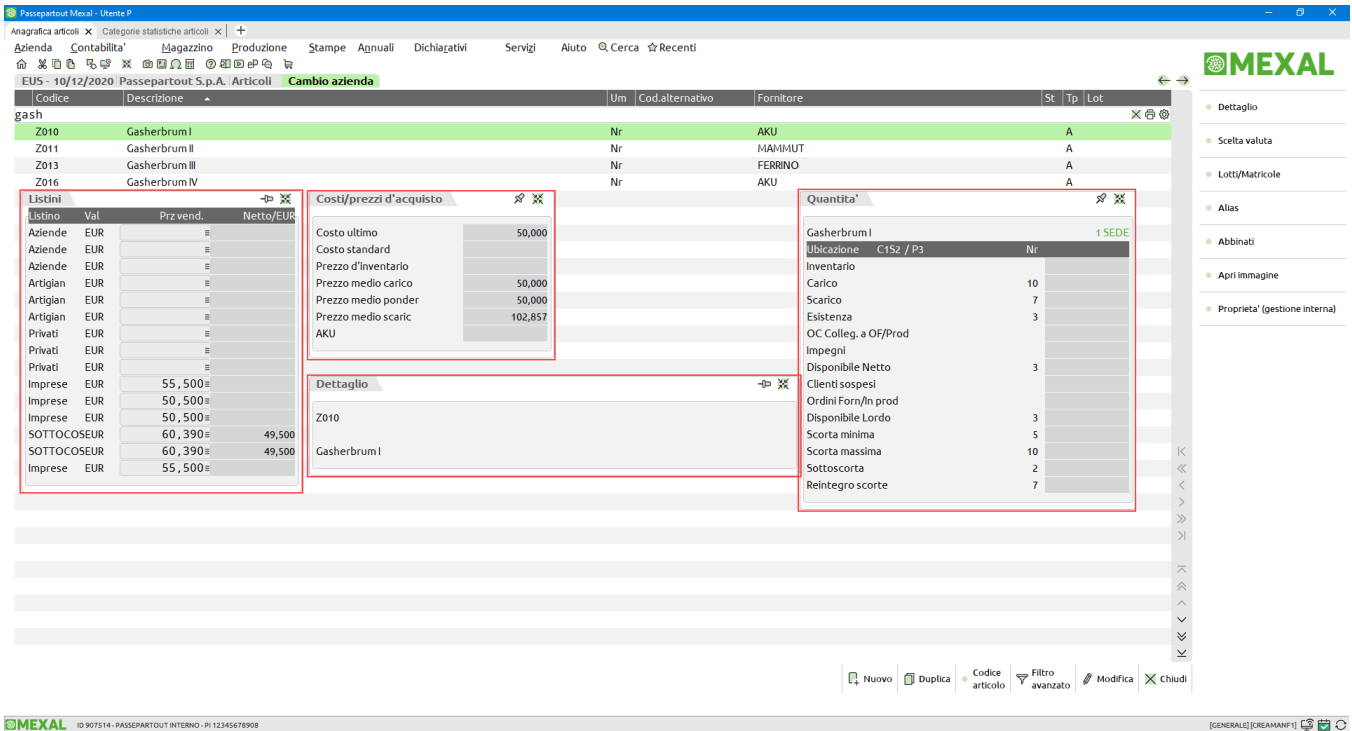 Passepartout Mexal - Utente P
Anagrafica articoli Categorie statistiche articoli
Azienda Contabilita' Magazzino Produzione Stampe Annuali Dichiarativi Servizi Aiuto Cerca Recenti
MEXAL
EUS - 10/12/2020 Passepartout S.p.A. Articoli Cambio azienda
Codice Descrizione Um Cod.alternativo Fornitore St Tp Lot
gash
Z010 Gasherbrum I Nr AKU A
Z011 Gasherbrum II Nr MAMMUT A
Z013 Gasherbrum III Nr FERRINO A
Z016 Gasherbrum IV Nr AKU A
Listini
Listino Val Prz vend. Netto/EUR
Aziende EUR
Aziende EUR
Aziende EUR
Artigian EUR
Artigian EUR
Artigian EUR
Privati EUR
Privati EUR
Privati EUR
Imprese EUR 55,500
Imprese EUR 50,500
Imprese EUR 50,500
SOTTOCOSEUR 60,390 49,500
SOTTOCOSEUR 60,390 49,500
Imprese EUR 55,500
Costi/prezzi d'acquisto
Costo ultimo 50,000
Costo standard
Prezzo d'inventario
Prezzo medio carico 50,000
Prezzo medio ponder 50,000
Prezzo medio scaric 102,857
AKU
Dettaglio
Z010
Gasherbrum I
Quantita'
Gasherbrum I 1 SEDE
Ubicazione C1S2 / P3 Nr
Inventario
Carico 10
Scarico 7
Esistenza 3
OC Colleg. a OF/Prod
Impegni
Disponibile Netto 3
Clienti sospesi
Ordini Forn/In prod
Disponibile Lordo 3
Scorta minima 5
Scorta massima 10
Sottoscorta 2
Reintegro scorte 7
Dettaglio
Scelta valuta
Lotti/Matricole
Alias
Abbinati
Apri immagine
Proprieta' (gestione interna)
Nuovo Duplica Codice articolo Filtro avanzato Modifica Chiudi
MEXAL ID 907514 - PASSEPARTOUT INTERNO - PI 12345678908 [GENERALE] [CREAMANF1]